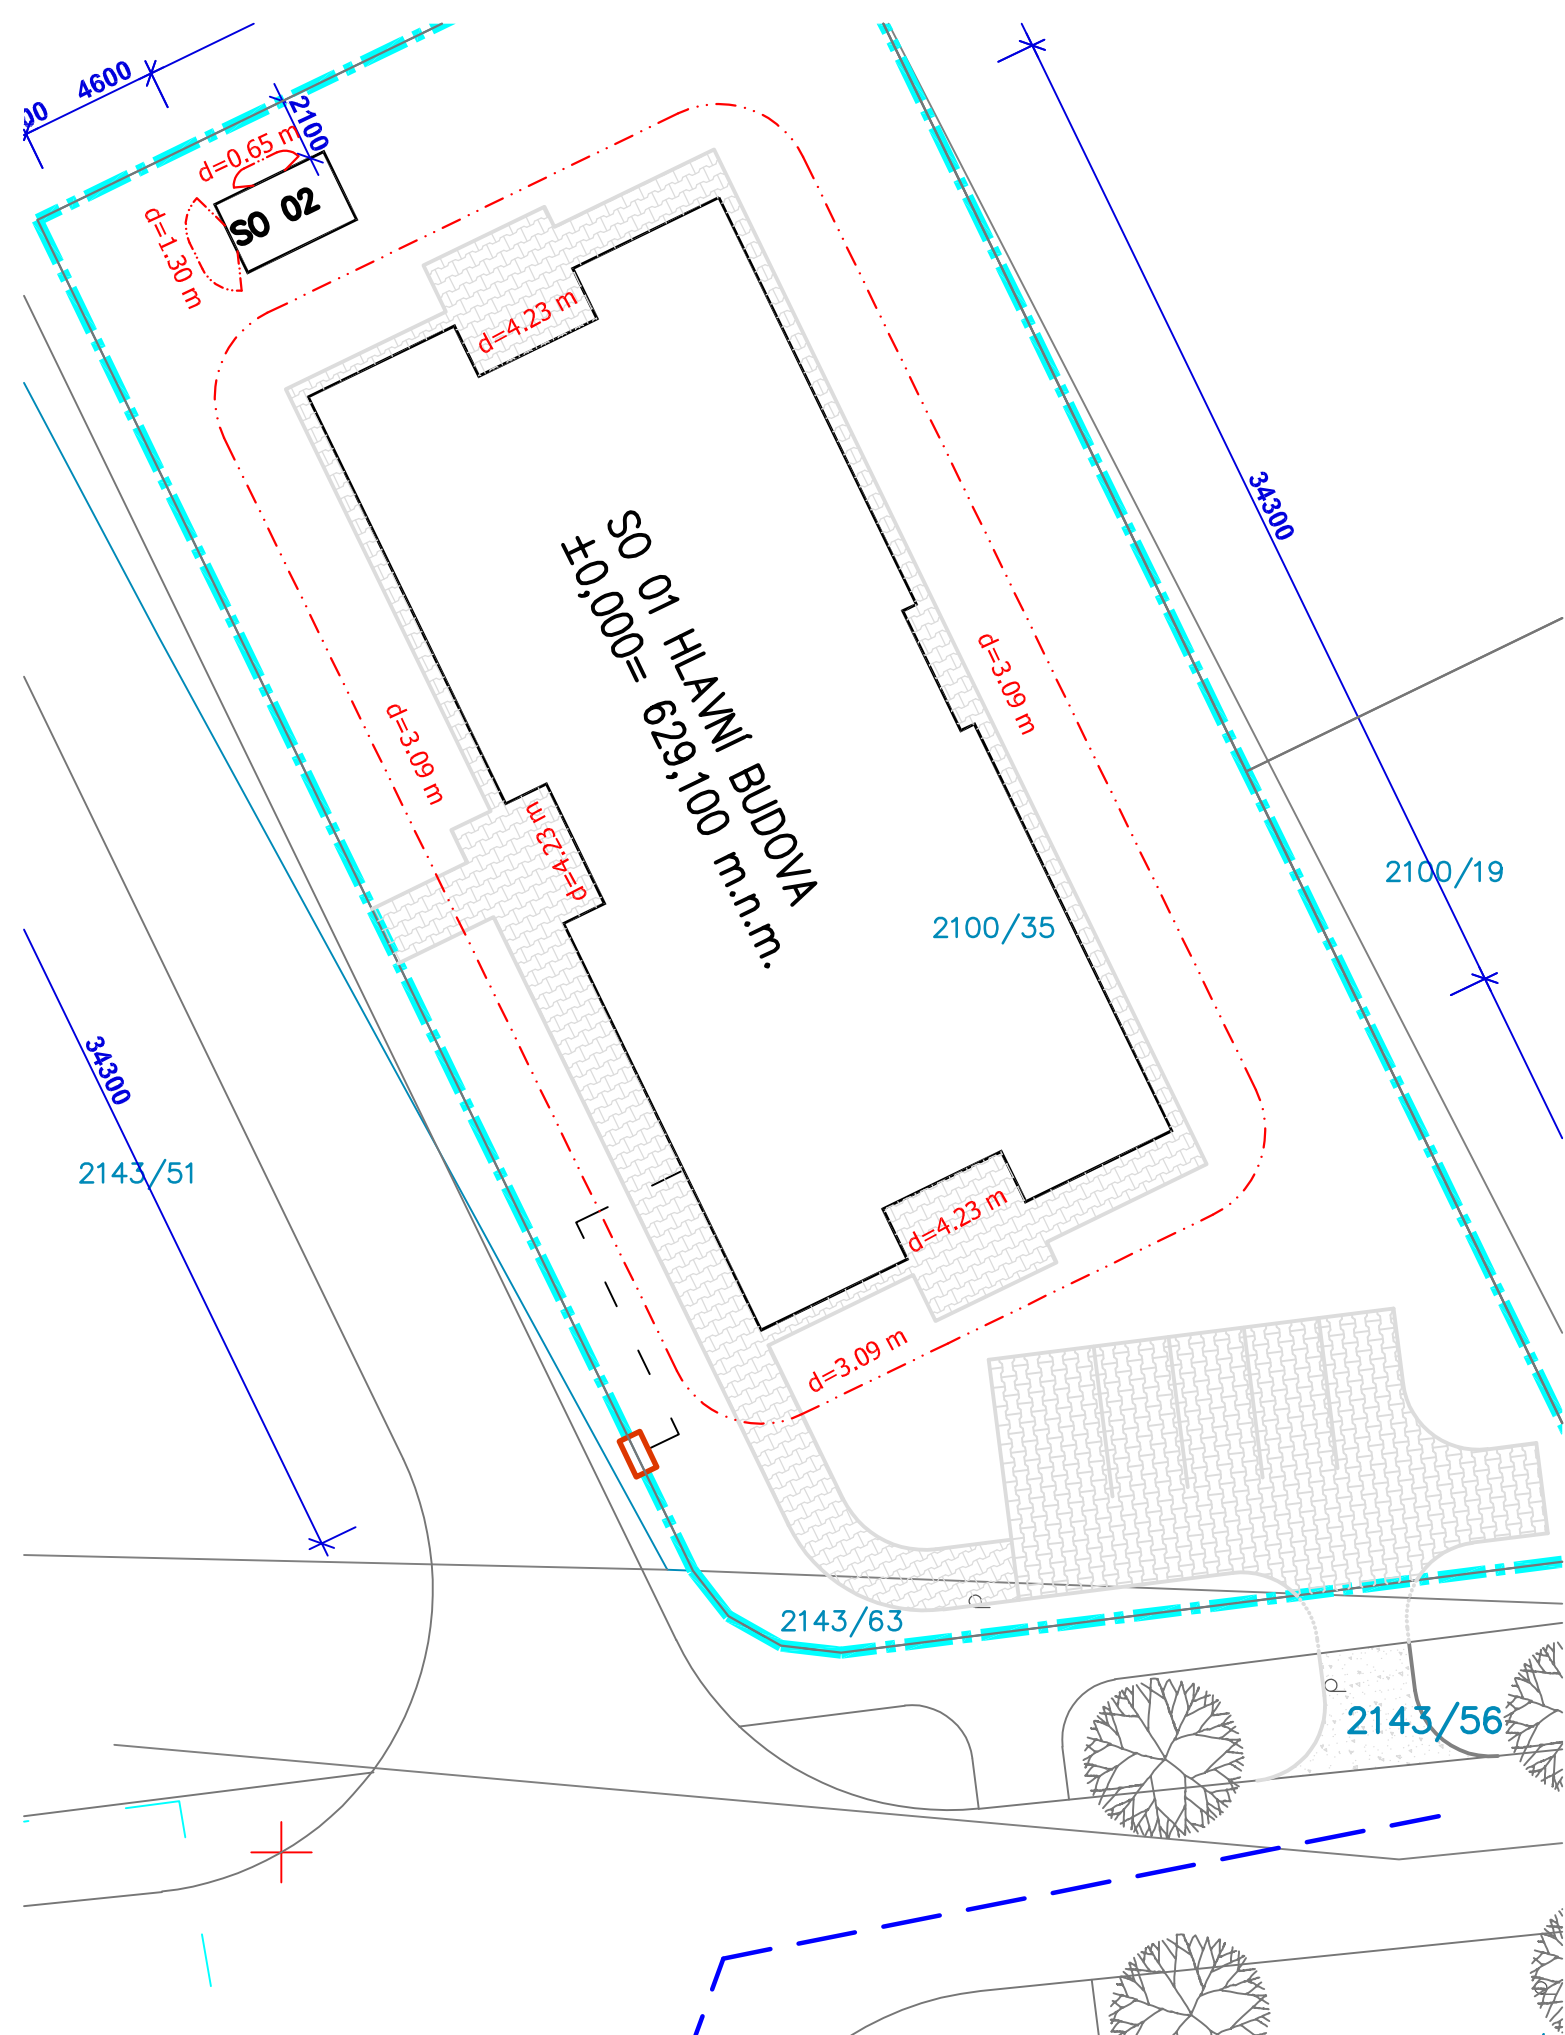 4600
00
2100
d=0.65 m
SO 02
d=1.30 m
d=4.23 m
34300
SO 01 HLAVNÍ BUDOVA
±0,000= 629,100 m.n.m.
d=3.09 m
d=3.09 m
d=4.23 m
2100/19
2100/35
34300
2143/51
d=4.23 m
d=3.09 m
2143/63
2143/56